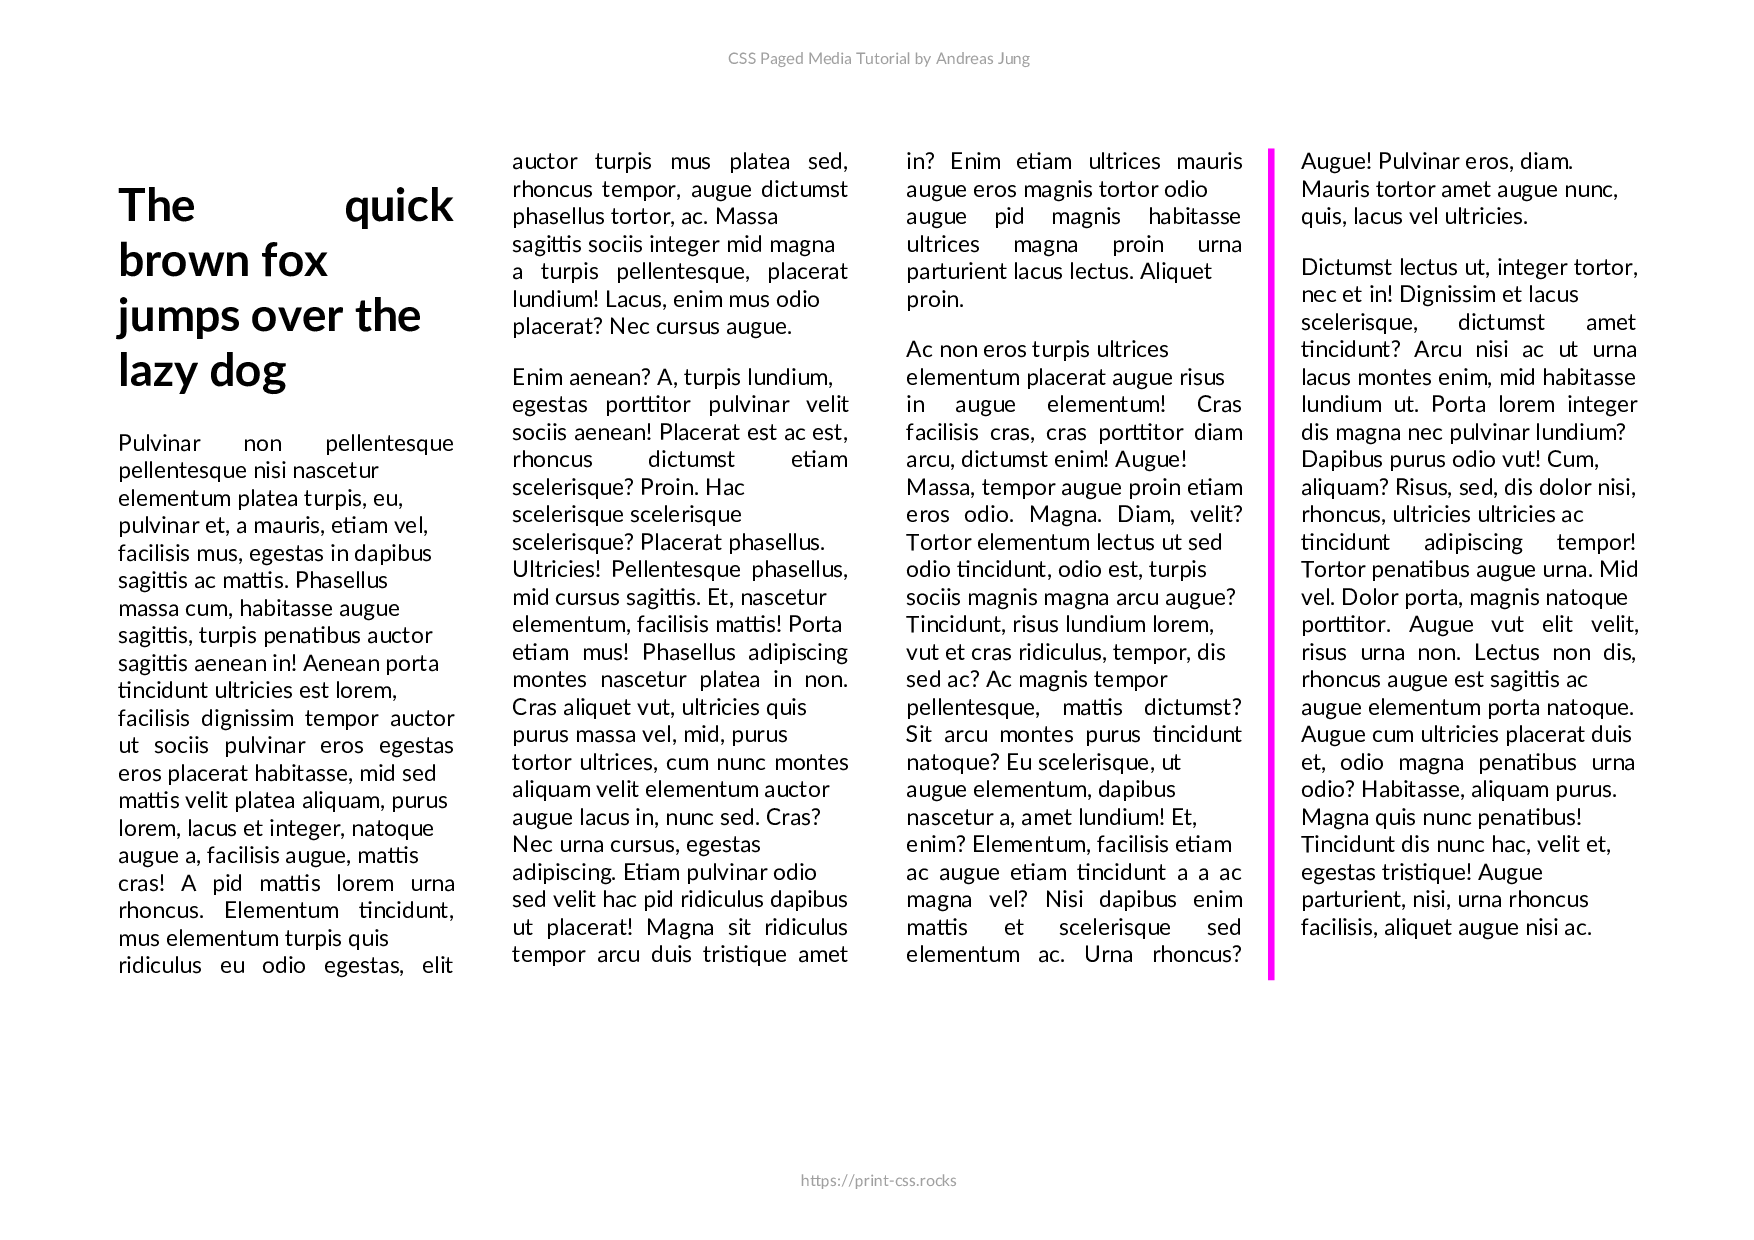 CSS Paged Media Tutorial by Andreas Jung
The quick
brown fox
jumps over the
lazy dog
Pulvinar non pellentesque
pellentesque nisi nascetur
elementum platea turpis, eu,
pulvinar et, a mauris, etiam vel,
facilisis mus, egestas in dapibus
sagittis ac mattis. Phasellus
massa cum, habitasse augue
sagittis, turpis penatibus auctor
sagittis aenean in! Aenean porta
tincidunt ultricies est lorem,
facilisis dignissim tempor auctor
ut sociis pulvinar eros egestas
eros placerat habitasse, mid sed
mattis velit platea aliquam, purus
lorem, lacus et integer, natoque
augue a, facilisis augue, mattis
cras! A pid mattis lorem urna
rhoncus. Elementum tincidunt,
mus elementum turpis quis
ridiculus eu odio egestas, elit
auctor turpis mus platea sed,
rhoncus tempor, augue dictumst
phasellus tortor, ac. Massa
sagittis sociis integer mid magna
a turpis pellentesque, placerat
lundium! Lacus, enim mus odio
placerat? Nec cursus augue.
Enim aenean? A, turpis lundium,
egestas porttitor pulvinar velit
sociis aenean! Placerat est ac est,
rhoncus dictumst etiam
scelerisque? Proin. Hac
scelerisque scelerisque
scelerisque? Placerat phasellus.
Ultricies! Pellentesque phasellus,
mid cursus sagittis. Et, nascetur
elementum, facilisis mattis! Porta
etiam mus! Phasellus adipiscing
montes nascetur platea in non.
Cras aliquet vut, ultricies quis
purus massa vel, mid, purus
tortor ultrices, cum nunc montes
aliquam velit elementum auctor
augue lacus in, nunc sed. Cras?
Nec urna cursus, egestas
adipiscing. Etiam pulvinar odio
sed velit hac pid ridiculus dapibus
ut placerat! Magna sit ridiculus
tempor arcu duis tristique amet
in? Enim etiam ultrices mauris
augue eros magnis tortor odio
augue pid magnis habitasse
ultrices magna proin urna
parturient lacus lectus. Aliquet
proin.
Ac non eros turpis ultrices
elementum placerat augue risus
in augue elementum! Cras
facilisis cras, cras porttitor diam
arcu, dictumst enim! Augue!
Massa, tempor augue proin etiam
eros odio. Magna. Diam, velit?
Tortor elementum lectus ut sed
odio tincidunt, odio est, turpis
sociis magnis magna arcu augue?
Tincidunt, risus lundium lorem,
vut et cras ridiculus, tempor, dis
sed ac? Ac magnis tempor
pellentesque, mattis dictumst?
Sit arcu montes purus tincidunt
natoque? Eu scelerisque, ut
augue elementum, dapibus
nascetur a, amet lundium! Et,
enim? Elementum, facilisis etiam
ac augue etiam tincidunt a a ac
magna vel? Nisi dapibus enim
mattis et scelerisque sed
elementum ac. Urna rhoncus?
Augue! Pulvinar eros, diam.
Mauris tortor amet augue nunc,
quis, lacus vel ultricies.
Dictumst lectus ut, integer tortor,
nec et in! Dignissim et lacus
scelerisque, dictumst amet
tincidunt? Arcu nisi ac ut urna
lacus montes enim, mid habitasse
lundium ut. Porta lorem integer
dis magna nec pulvinar lundium?
Dapibus purus odio vut! Cum,
aliquam? Risus, sed, dis dolor nisi,
rhoncus, ultricies ultricies ac
tincidunt adipiscing tempor!
Tortor penatibus augue urna. Mid
vel. Dolor porta, magnis natoque
porttitor. Augue vut elit velit,
risus urna non. Lectus non dis,
rhoncus augue est sagittis ac
augue elementum porta natoque.
Augue cum ultricies placerat duis
et, odio magna penatibus urna
odio? Habitasse, aliquam purus.
Magna quis nunc penatibus!
Tincidunt dis nunc hac, velit et,
egestas tristique! Augue
parturient, nisi, urna rhoncus
facilisis, aliquet augue nisi ac.
https://print-css.rocks